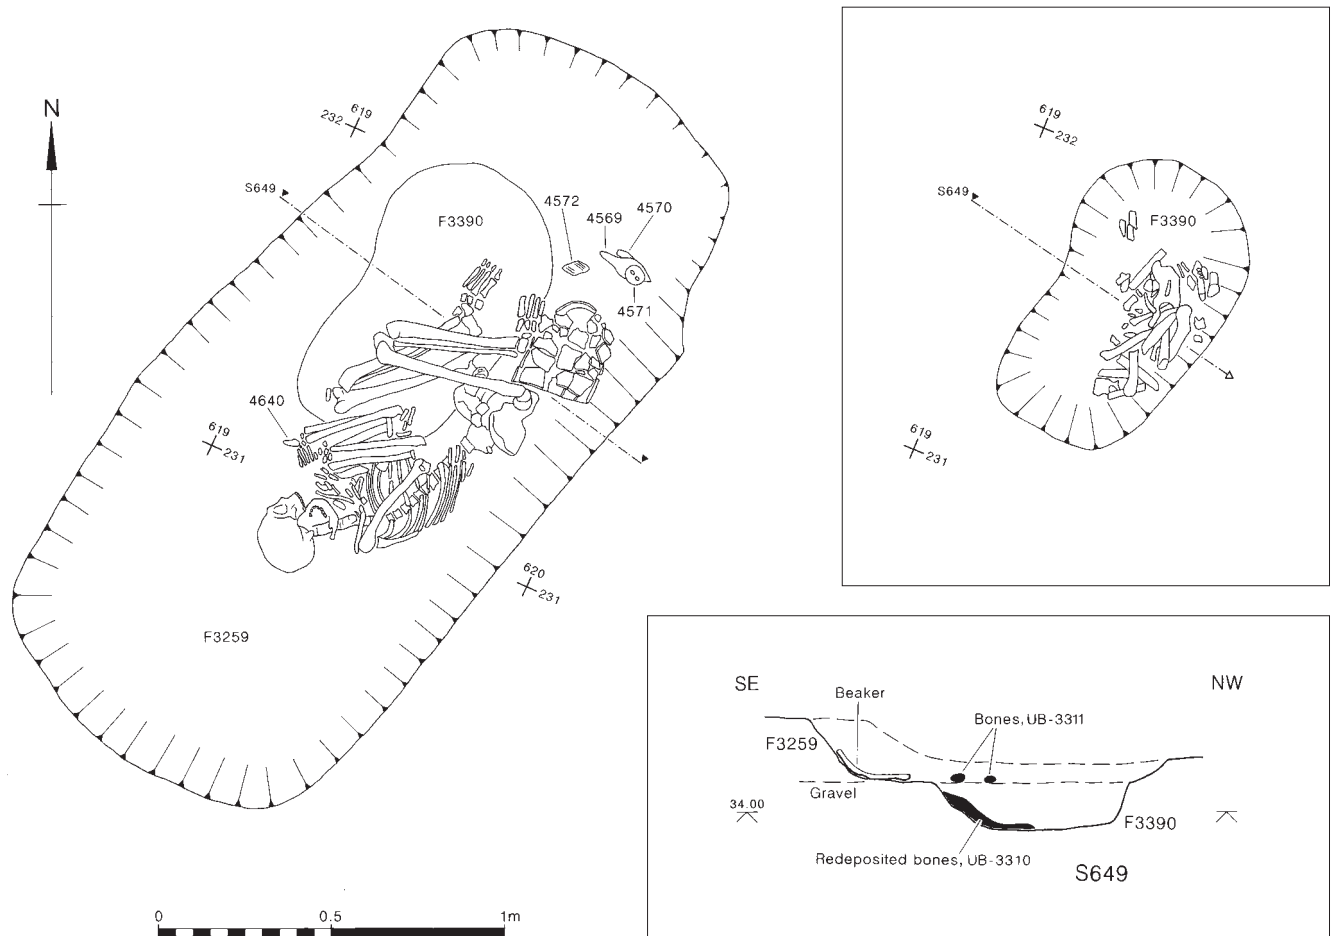 N
619
232
S649
F3390
4572
4569
4570
4571
4640
619
231
620
231
F3259
0 0.5 1m
619
232
S649
F3390
619
231
SE
NW
Beaker
Bones, UB-3311
F3259
Gravel
34.00
F3390
Redeposited bones, UB-3310
S649